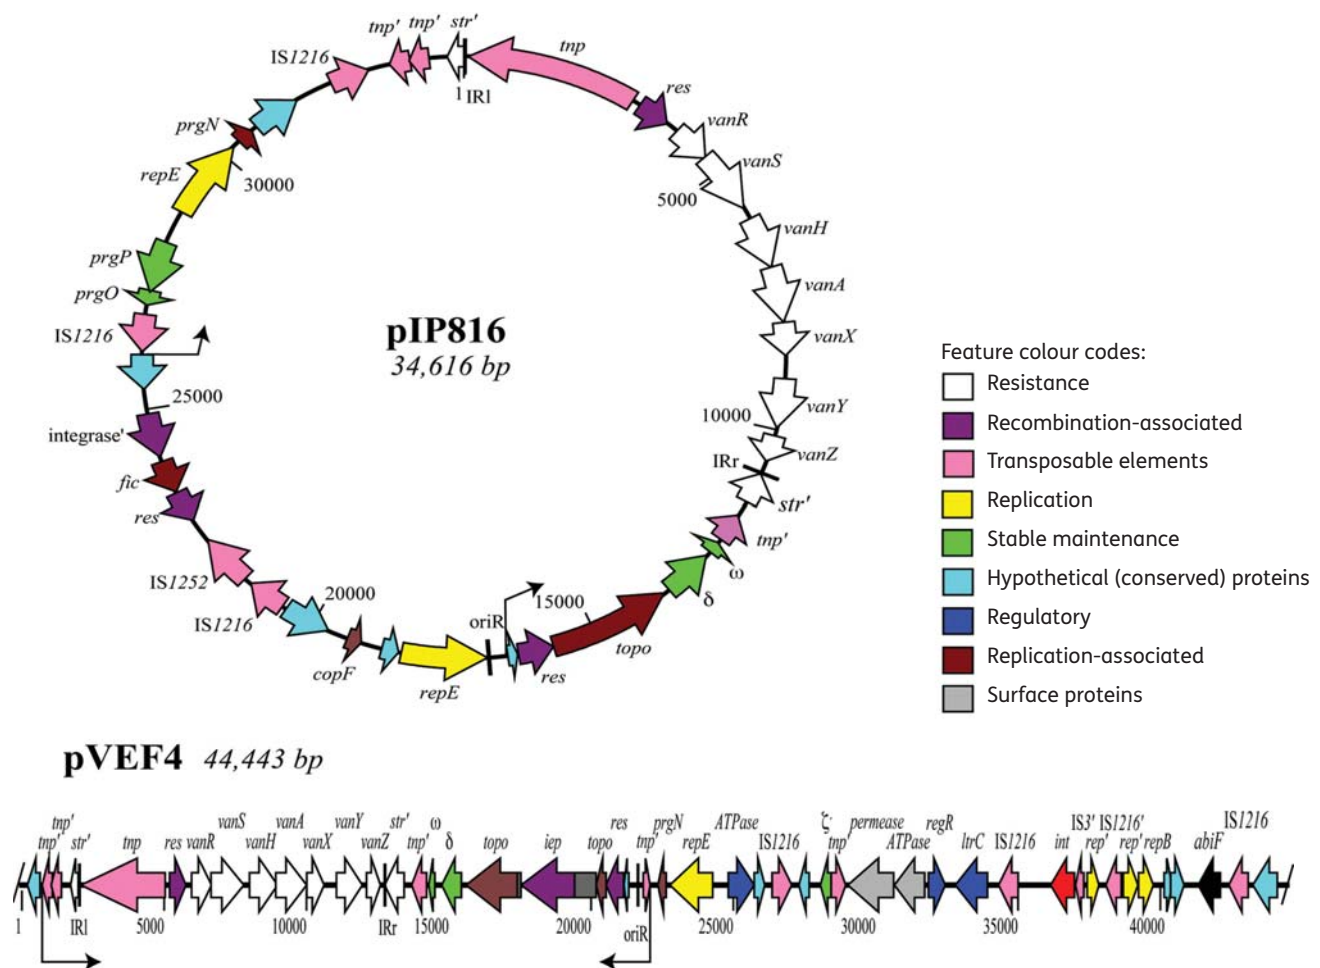 tnp' tnp' str'
IS1216 tnp
1 IRl
res
prgN vanR
repE 30000 vanS
5000
vanH
prgP
prgO vanA
IS1216 pIP816 vanX
34,616 bp
25000 10000 vanY
integrase' IRr vanZ
fic str'
res tnp'
IS1252 ω
20000 15000 δ
IS1216 oriR
copF topo
repE res
Feature colour codes:
Resistance
Recombination-associated
Transposable elements
Replication
Stable maintenance
Hypothetical (conserved) proteins
Regulatory
Replication-associated
Surface proteins
pVEF4 44,443 bp
tnp' vanS vanA vanY str' ω res prgN ATPase ζ permease regR IS3' IS1216' IS1216
tnp' str' tnp res vanR vanH vanX vanZ tnp' δ topo iep topo tnp' repE IS1216 tnp' ATPase ltrC IS1216 int rep' rep' repB abiF
1 IRl 5000 10000 IRr 15000 20000 oriR 25000 30000 35000 40000